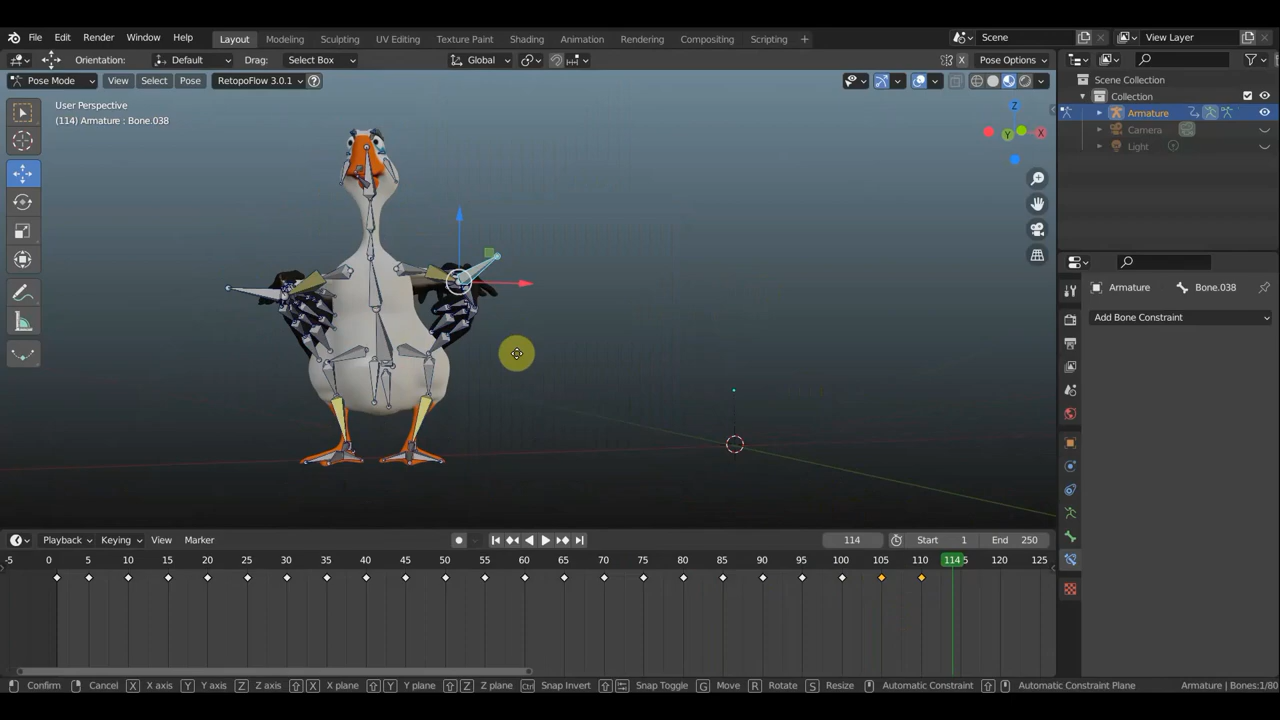 File Edit Render Window Help Layout Modeling Sculpting UV Editing Texture Paint Shading Animation Rendering Compositing Scripting + Scene View Layer
Orientation: Default Drag: Select Box Global X Pose Options
Pose Mode View Select Pose RetopoFlow 3.0.1 ?
User Perspective
(114) Armature : Bone.038
Z
Y
X
Scene Collection
Collection
Armature
Camera
Light
Armature Bone.038
Add Bone Constraint
Playback Keying View Marker 114 Start 1 End 250
-5 0 5 10 15 20 25 30 35 40 45 50 55 60 65 70 75 80 85 90 95 100 105 110 114 5 120 125
Confirm Cancel X X axis Y Y axis Z Z axis X X plane Y Y plane Z Z plane Ctrl Snap Invert Snap Toggle G Move R Rotate S Resize Automatic Constraint Automatic Constraint Plane Armature | Bones:1/80